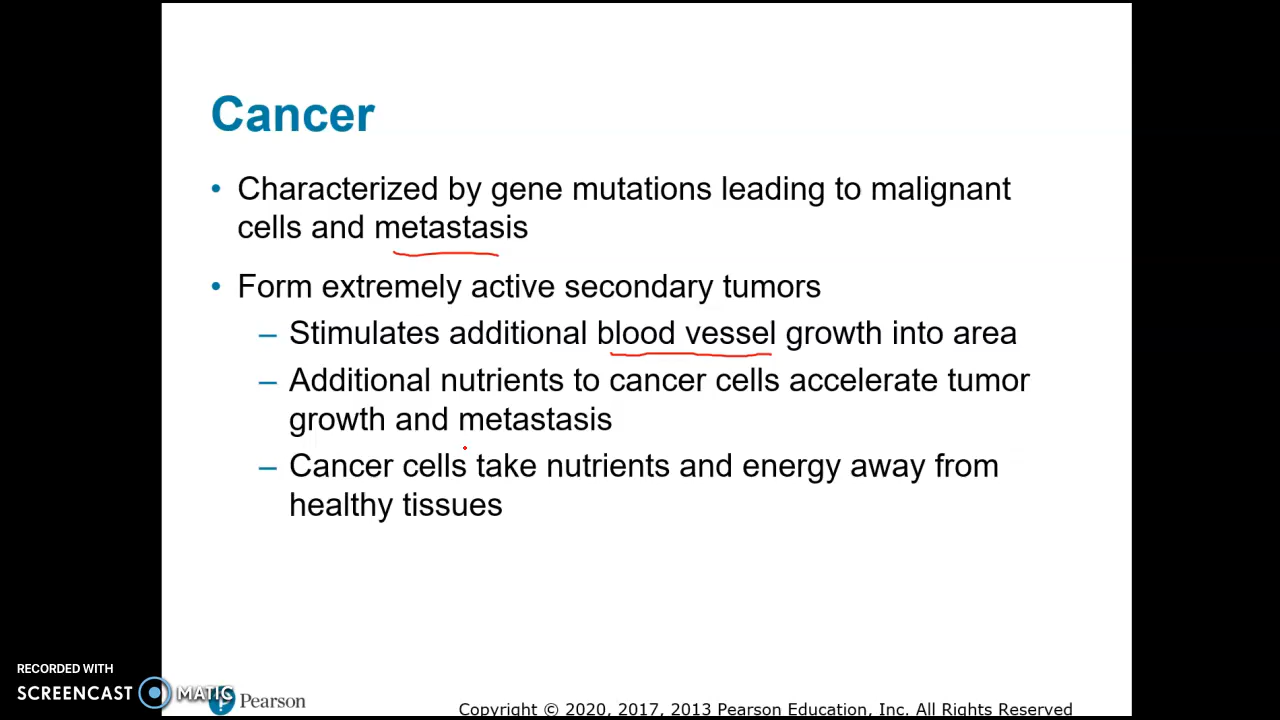 Cancer
• Characterized by gene mutations leading to malignant
cells and metastasis
• Form extremely active secondary tumors
– Stimulates additional blood vessel growth into area
– Additional nutrients to cancer cells accelerate tumor
growth and metastasis
– Cancer cells take nutrients and energy away from
healthy tissues
RECORDED WITH
SCREENCAST MATIC
Pearson
Copyright © 2020, 2017, 2013 Pearson Education, Inc. All Rights Reserved